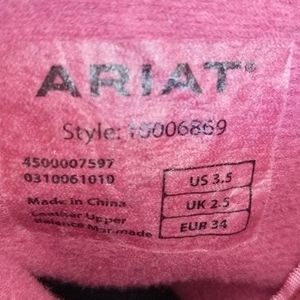 ARIAT
Style: 10006869
4500007597
0310061010
Made in China
Leather Upper
Balance Man made
US 3.5
UK 2.5
EUR 34